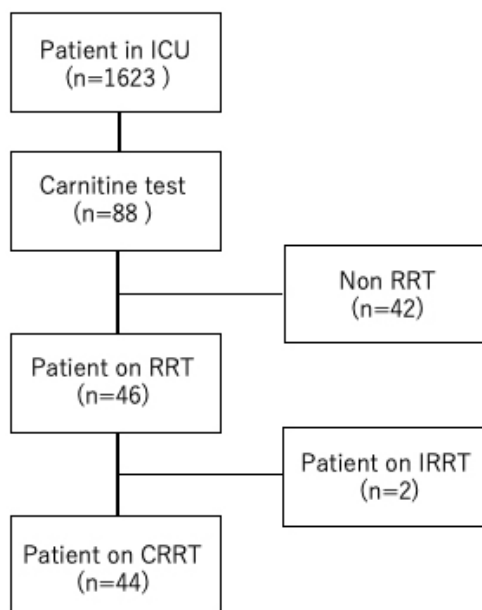 Patient in ICU
(n=1623 )
Carnitine test
(n=88 )
Non RRT
(n=42)
Patient on RRT
(n=46)
Patient on IRRT
(n=2)
Patient on CRRT
(n=44)